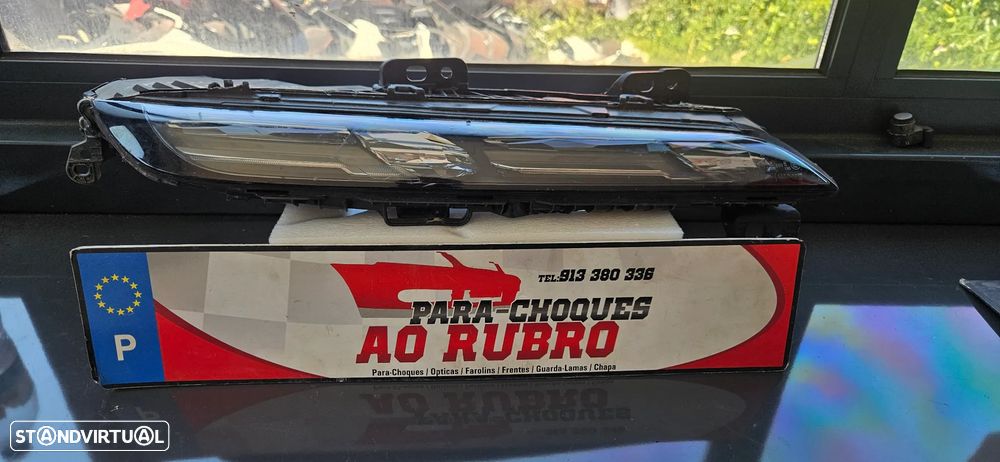 P
TEL:913 380 336
PARA-CHOQUES
AO RUBRO
Para-Choques / Opticas / Farolins / Frentes / Guarda-Lamas / Chapa
STANDVIRTUAL